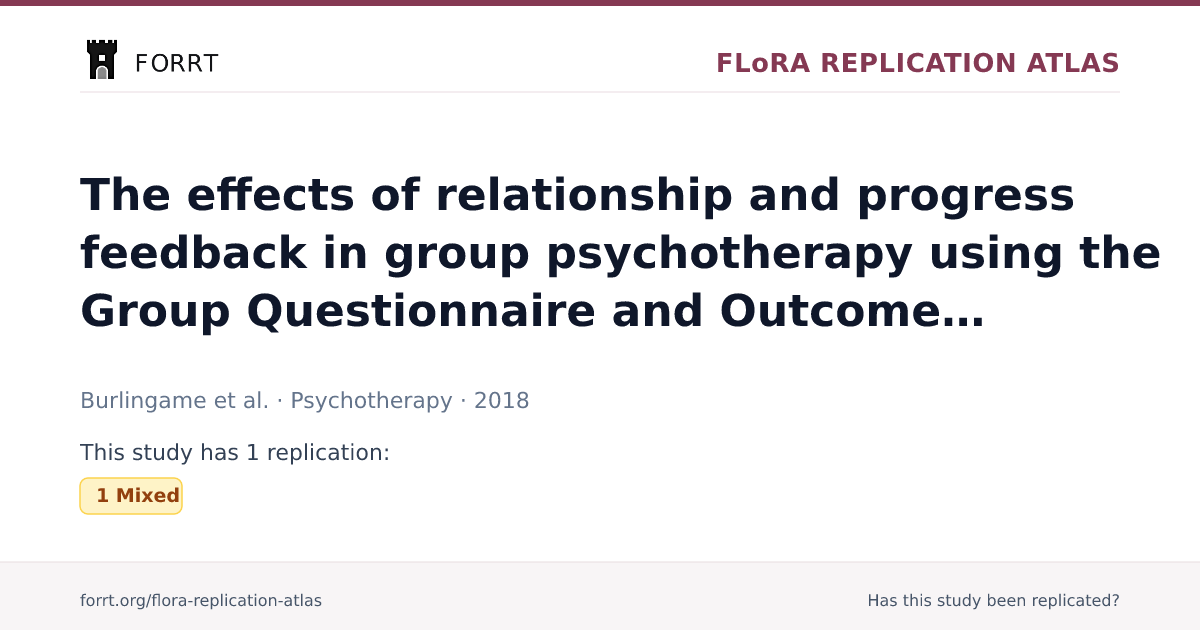 FORRT
FLoRA REPLICATION ATLAS
The effects of relationship and progress
feedback in group psychotherapy using the
Group Questionnaire and Outcome…
Burlingame et al. · Psychotherapy · 2018
This study has 1 replication:
1 Mixed
forrt.org/flora-replication-atlas
Has this study been replicated?